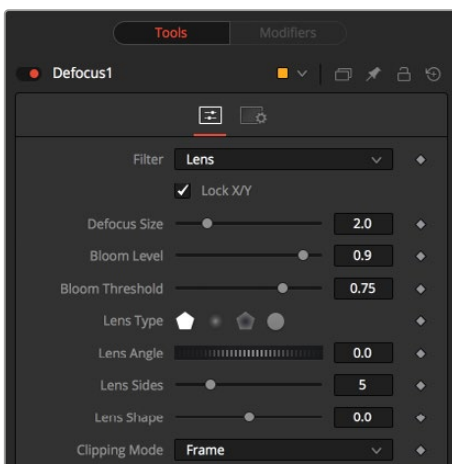 Tools Modifiers
Defocus1
Filter Lens
Lock X/Y
Defocus Size 2.0
Bloom Level 0.9
Bloom Threshold 0.75
Lens Type
Lens Angle 0.0
Lens Sides 5
Lens Shape 0.0
Clipping Mode Frame